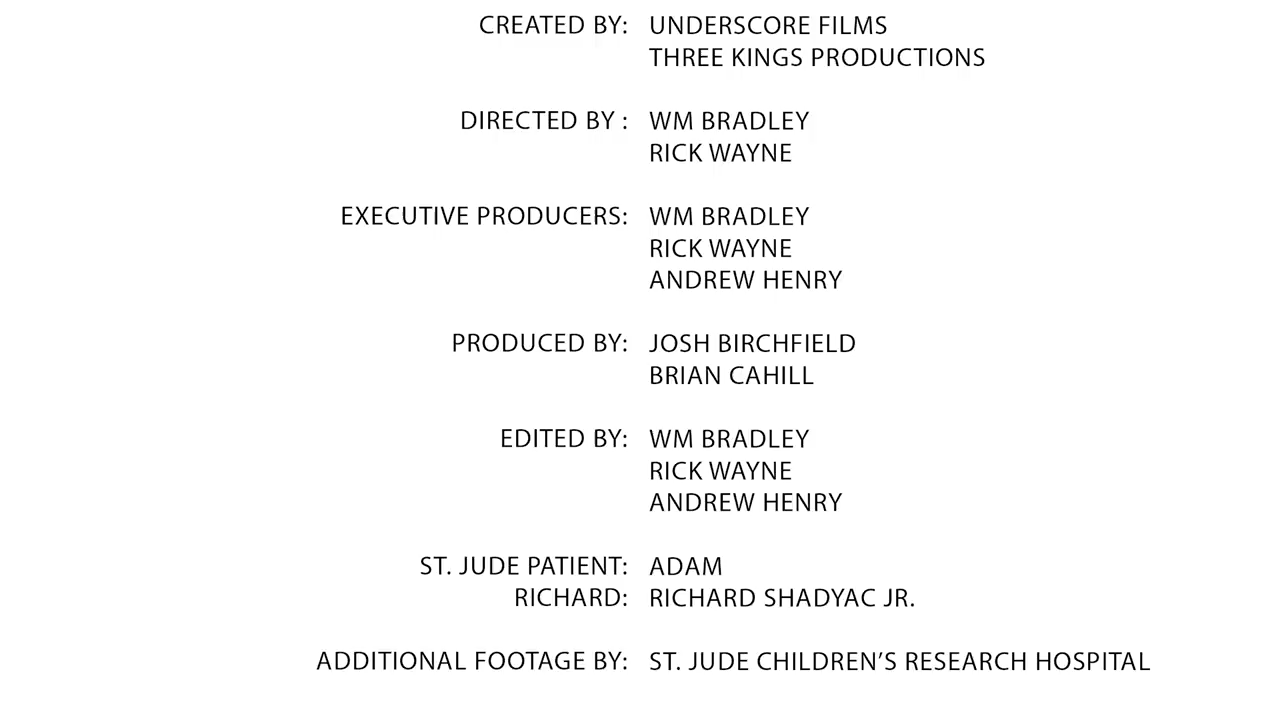 CREATED BY: UNDERSCORE FILMS
THREE KINGS PRODUCTIONS
DIRECTED BY : WM BRADLEY
RICK WAYNE
EXECUTIVE PRODUCERS: WM BRADLEY
RICK WAYNE
ANDREW HENRY
PRODUCED BY: JOSH BIRCHFIELD
BRIAN CAHILL
EDITED BY: WM BRADLEY
RICK WAYNE
ANDREW HENRY
ST. JUDE PATIENT: ADAM
RICHARD: RICHARD SHADYAC JR.
ADDITIONAL FOOTAGE BY: ST. JUDE CHILDREN’S RESEARCH HOSPITAL